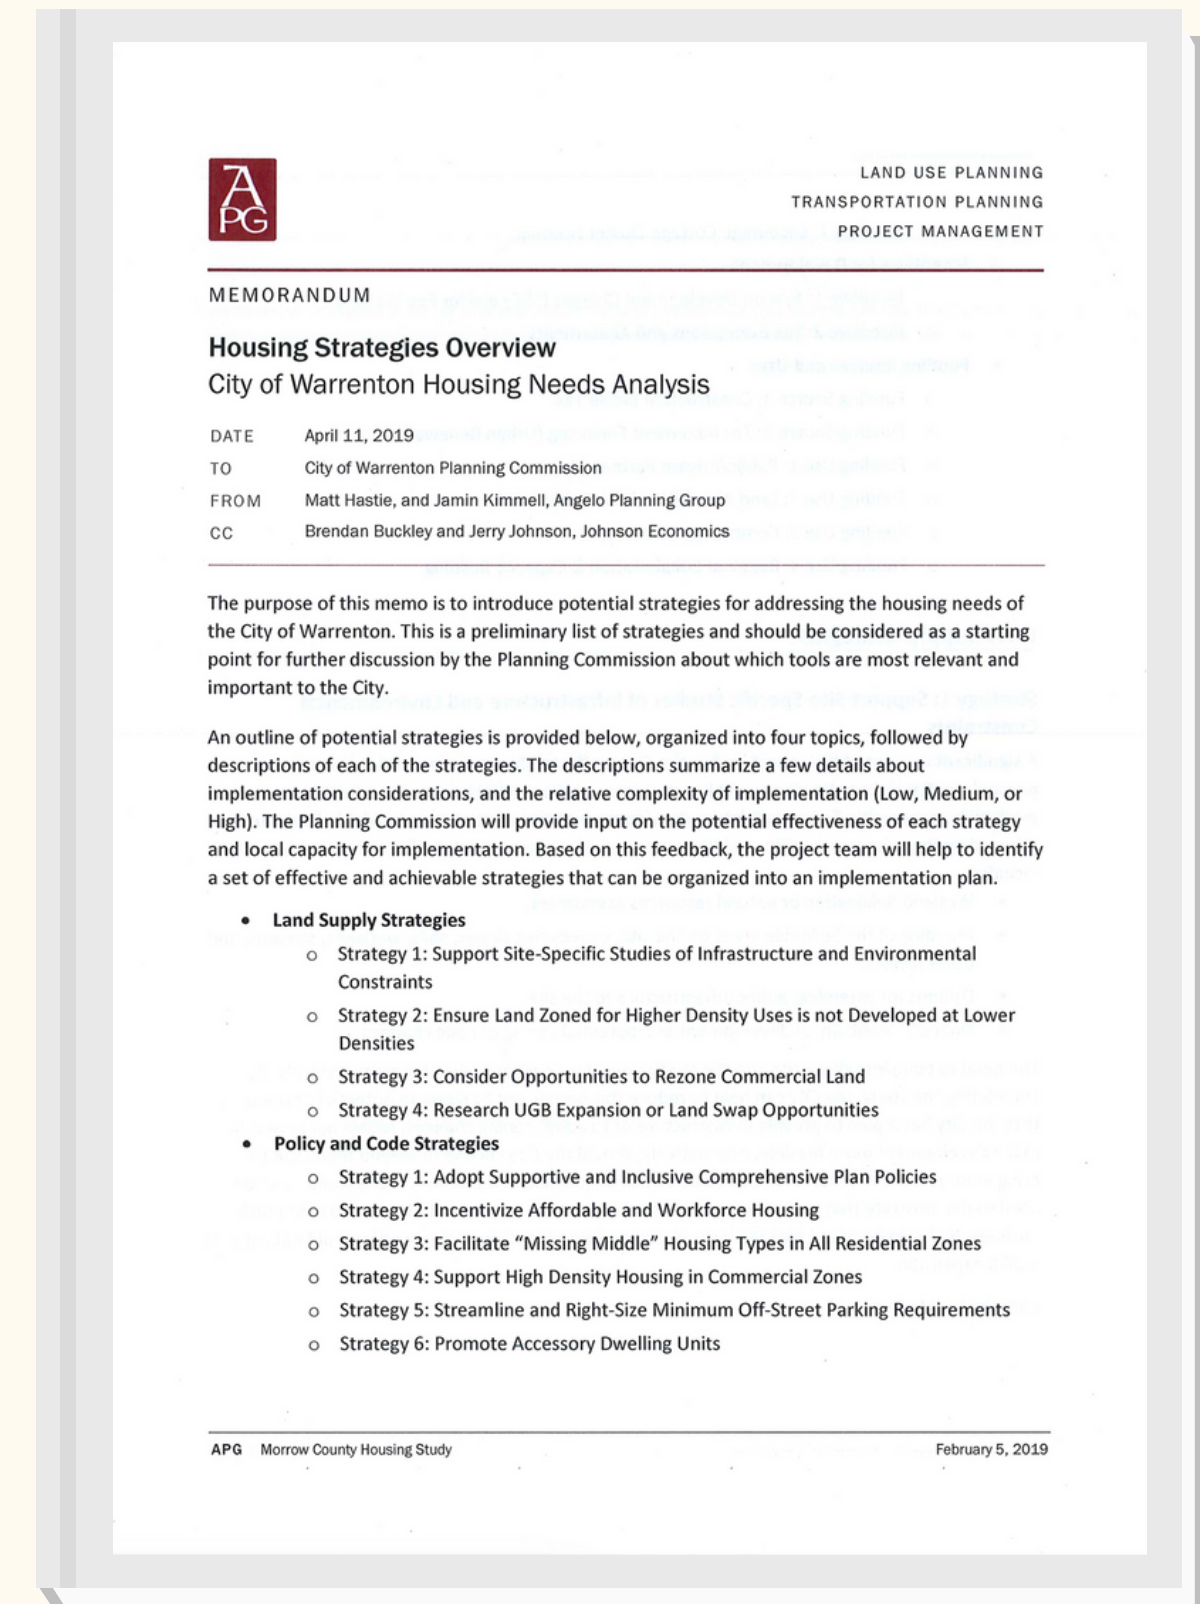 APG
LAND USE PLANNING
TRANSPORTATION PLANNING
PROJECT MANAGEMENT
MEMORANDUM
Housing Strategies Overview
City of Warrenton Housing Needs Analysis
DATE April 11, 2019
TO City of Warrenton Planning Commission
FROM Matt Hastie, and Jamin Kimmell, Angelo Planning Group
CC Brendan Buckley and Jerry Johnson, Johnson Economics
The purpose of this memo is to introduce potential strategies for addressing the housing needs of
the City of Warrenton. This is a preliminary list of strategies and should be considered as a starting
point for further discussion by the Planning Commission about which tools are most relevant and
important to the City.
An outline of potential strategies is provided below, organized into four topics, followed by
descriptions of each of the strategies. The descriptions summarize a few details about
implementation considerations, and the relative complexity of implementation (Low, Medium, or
High). The Planning Commission will provide input on the potential effectiveness of each strategy
and local capacity for implementation. Based on this feedback, the project team will help to identify
a set of effective and achievable strategies that can be organized into an implementation plan.
• Land Supply Strategies
o Strategy 1: Support Site-Specific Studies of Infrastructure and Environmental
Constraints
o Strategy 2: Ensure Land Zoned for Higher Density Uses is not Developed at Lower
Densities
o Strategy 3: Consider Opportunities to Rezone Commercial Land
o Strategy 4: Research UGB Expansion or Land Swap Opportunities
• Policy and Code Strategies
o Strategy 1: Adopt Supportive and Inclusive Comprehensive Plan Policies
o Strategy 2: Incentivize Affordable and Workforce Housing
o Strategy 3: Facilitate “Missing Middle” Housing Types in All Residential Zones
o Strategy 4: Support High Density Housing in Commercial Zones
o Strategy 5: Streamline and Right-Size Minimum Off-Street Parking Requirements
o Strategy 6: Promote Accessory Dwelling Units
APG Morrow County Housing Study February 5, 2019